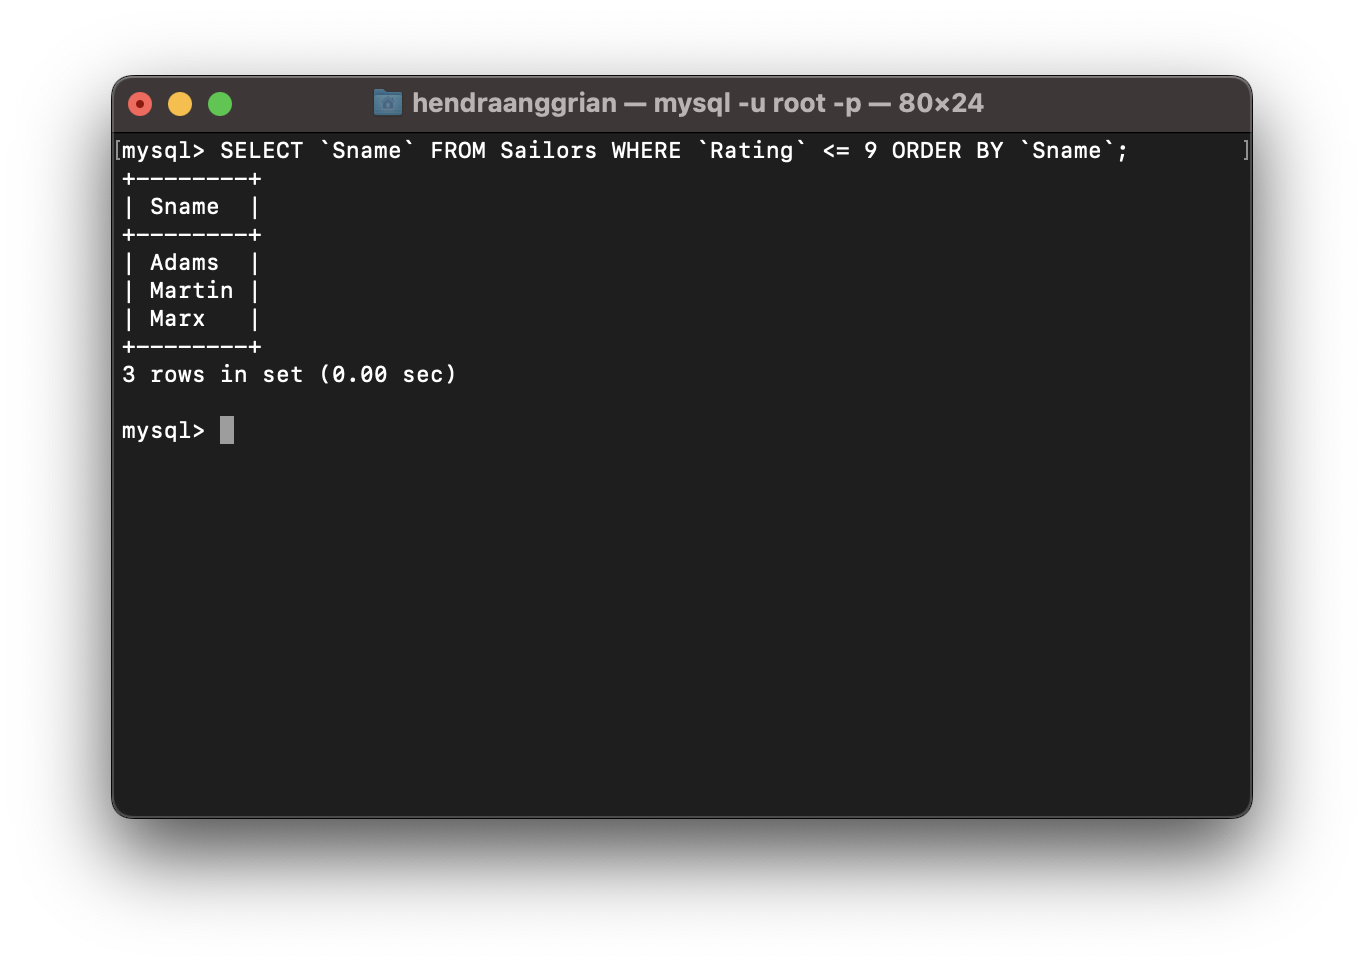 hendraanggrian — mysql -u root -p — 80×24
[mysql> SELECT `Sname` FROM Sailors WHERE `Rating` <= 9 ORDER BY `Sname`; ]
+--------+
| Sname  |
+--------+
| Adams  |
| Martin |
| Marx   |
+--------+
3 rows in set (0.00 sec)
mysql>